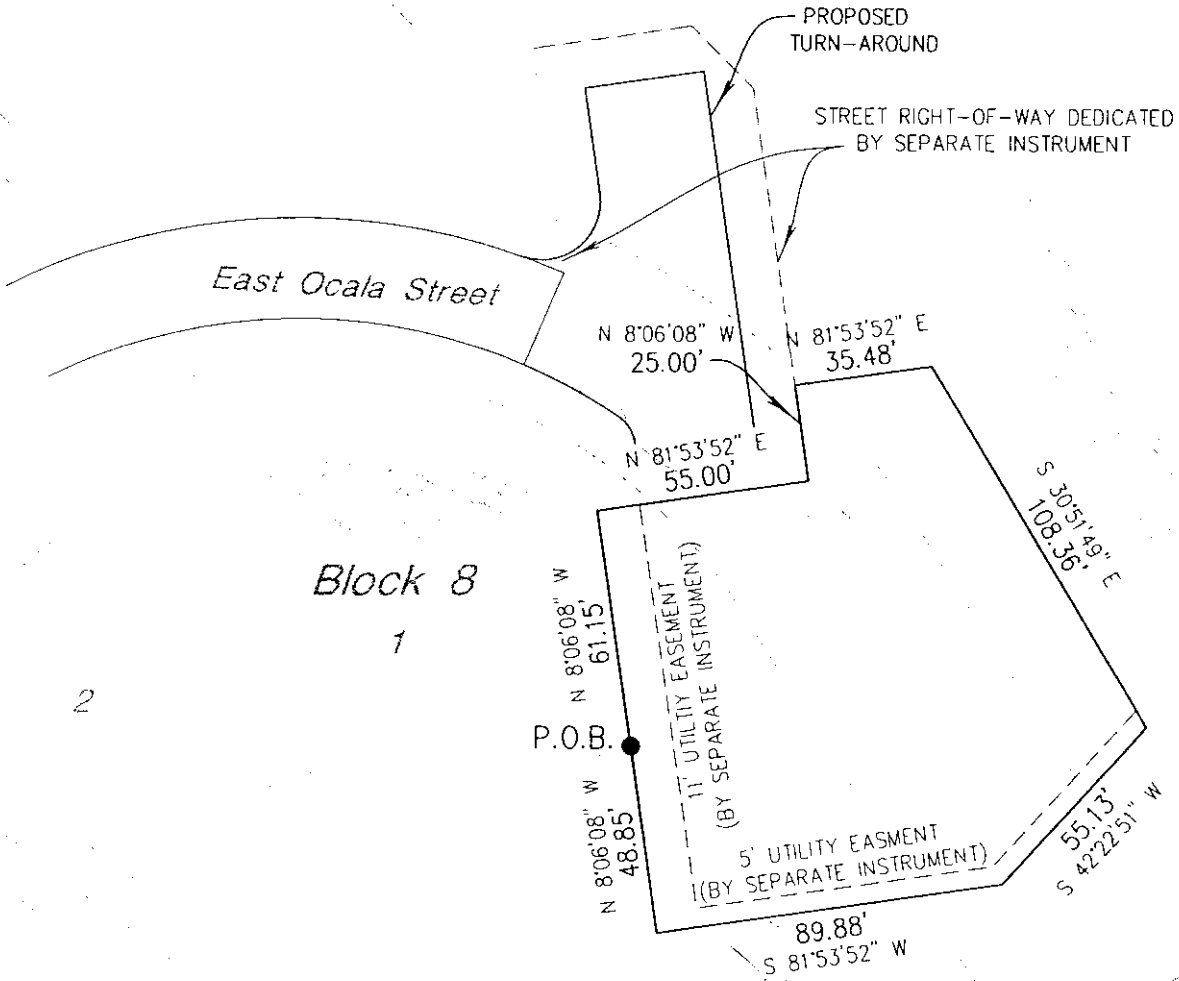 PROPOSED
TURN-AROUND
STREET RIGHT-OF-WAY DEDICATED
BY SEPARATE INSTRUMENT
East Ocala Street
N 8°06'08" W
25.00'
N 81°53'52" E
35.48'
N 81°53'52" E
55.00'
S 30°51'49" E
108.36'
Block 8
1
2
N 8°06'08" W
61.15'
11' UTILTIY EASEMENT
(BY SEPARATE INSTRUMENT)
P.O.B.
N 8°06'08" W
48.85'
5' UTILITY EASMENT
(BY SEPARATE INSTRUMENT)
55.13'
S 42°22'51" W
89.88'
S 81°53'52" W